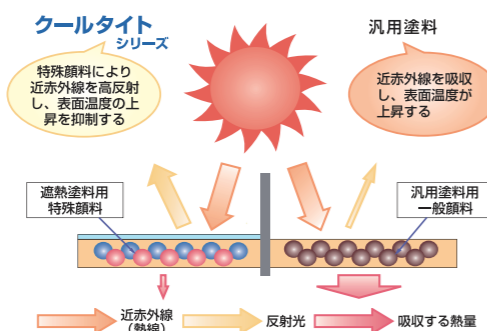 クールタイト
シリーズ
汎用塗料
特殊顔料により
近赤外線を高反射
し、表面温度の上
昇を抑制する
近赤外線を吸収
し、表面温度が
上昇する
遮熱塗料用
特殊顔料
汎用塗料用
一般顔料
近赤外線
（熱線）
反射光
吸収する熱量